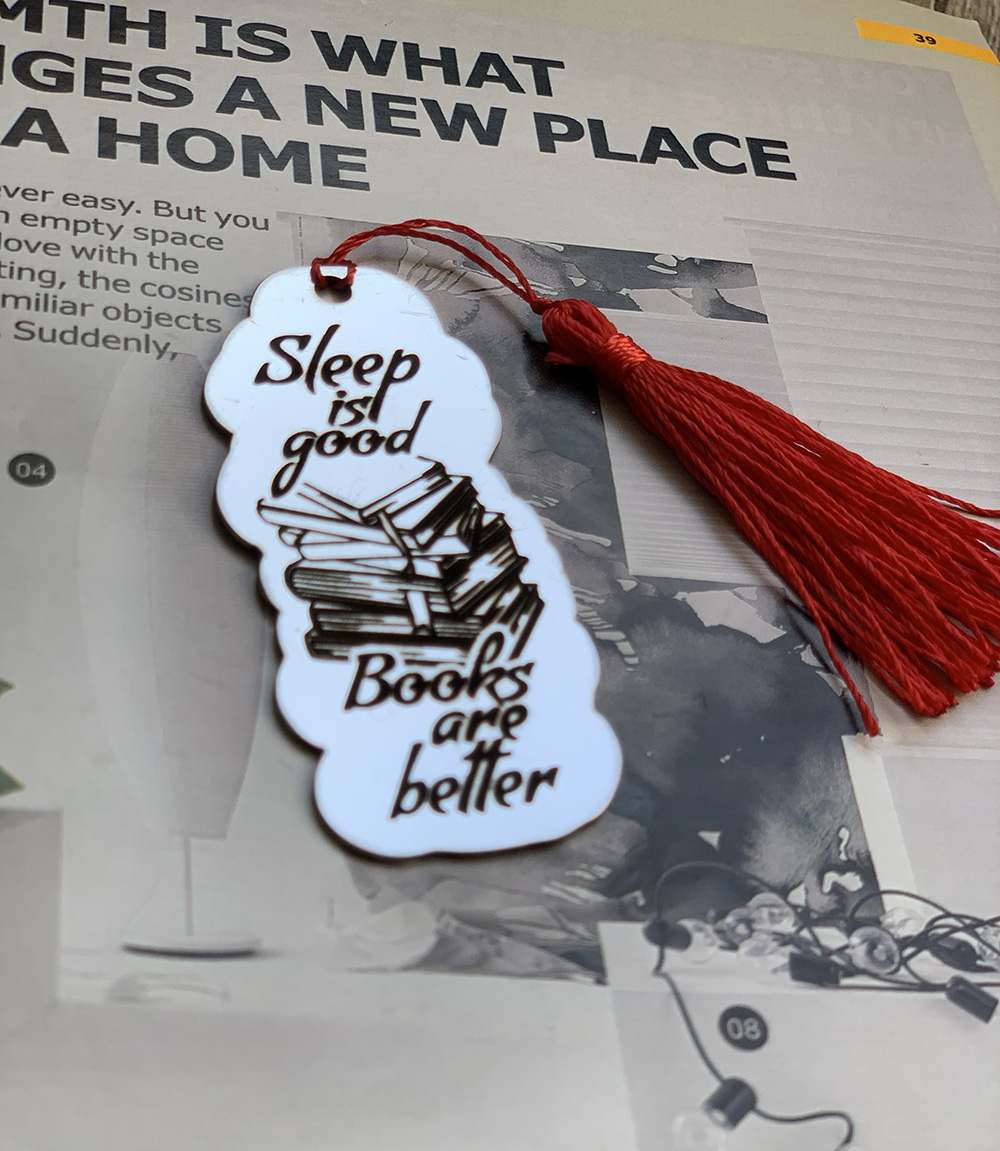 39
MTH IS WHAT
NGES A NEW PLACE
A HOME
ver easy. But you
n empty space
love with the
ting, the cosines
miliar objects
. Suddenly,
04
Sleep
is
good
Books
are
better
08